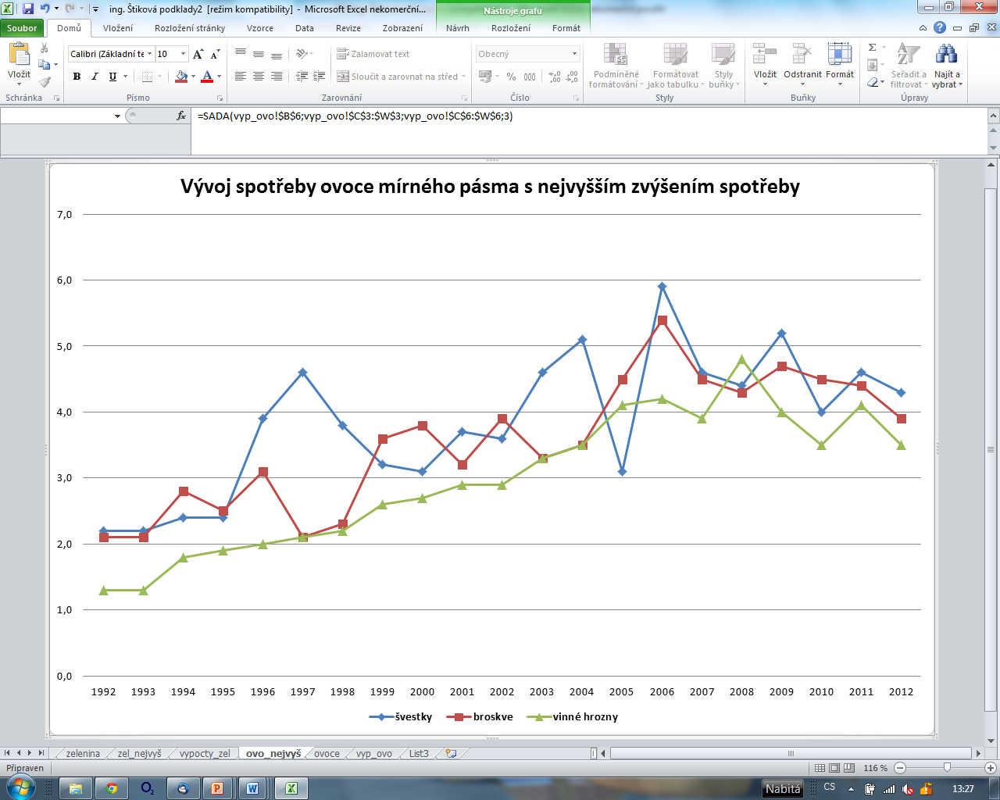 ing. Štiková podklady2 [režim kompatibility] - Microsoft Excel nekomerční...
Nástroje grafu
Soubor Domů Vložení Rozložení stránky Vzorce Data Revize Zobrazení Návrh Rozložení Formát
Vložit
Calibri (Základní te 10
B I U A A A
Zalamovat text
Sloučit a zarovnat na střed
Obecný
% 000
Podmíněné formátování
Formátovat jako tabulku
Styly buňky
Vložit Odstranit Formát
Seřadit a filtrovat
Najít a vybrat
Schránka Písmo Zarovnání Číslo Styly Buňky Úpravy
fx =SADA(vyp_ovo!$B$6;vyp_ovo!$C$3:$W$3;vyp_ovo!$C$6:$W$6;3)
Vývoj spotřeby ovoce mírného pásma s nejvyšším zvýšením spotřeby
7,0
6,0
5,0
4,0
3,0
2,0
1,0
0,0
1992 1993 1994 1995 1996 1997 1998 1999 2000 2001 2002 2003 2004 2005 2006 2007 2008 2009 2010 2011 2012
švestky broskve vinné hrozny
zelenina zel_nejvyš vypocty_zel ovo_nejvyš ovoce vyp_ovo List3
Připraven 116 %
O2 Nabitá CS 13:27